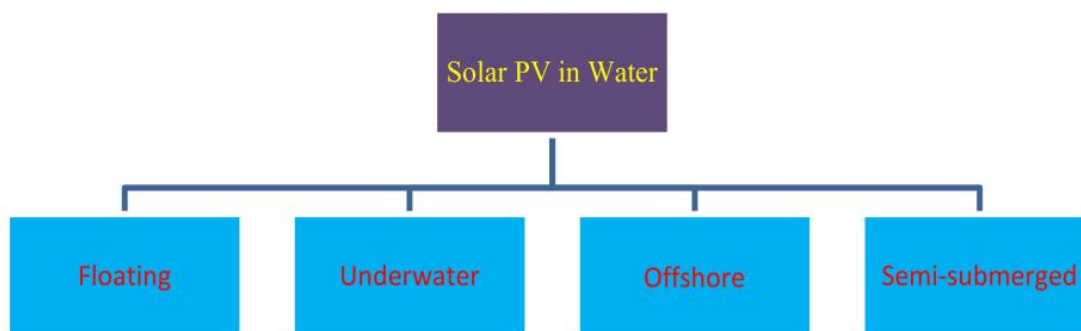 Solar PV in Water
Floating
Underwater
Offshore
Semi-submerged